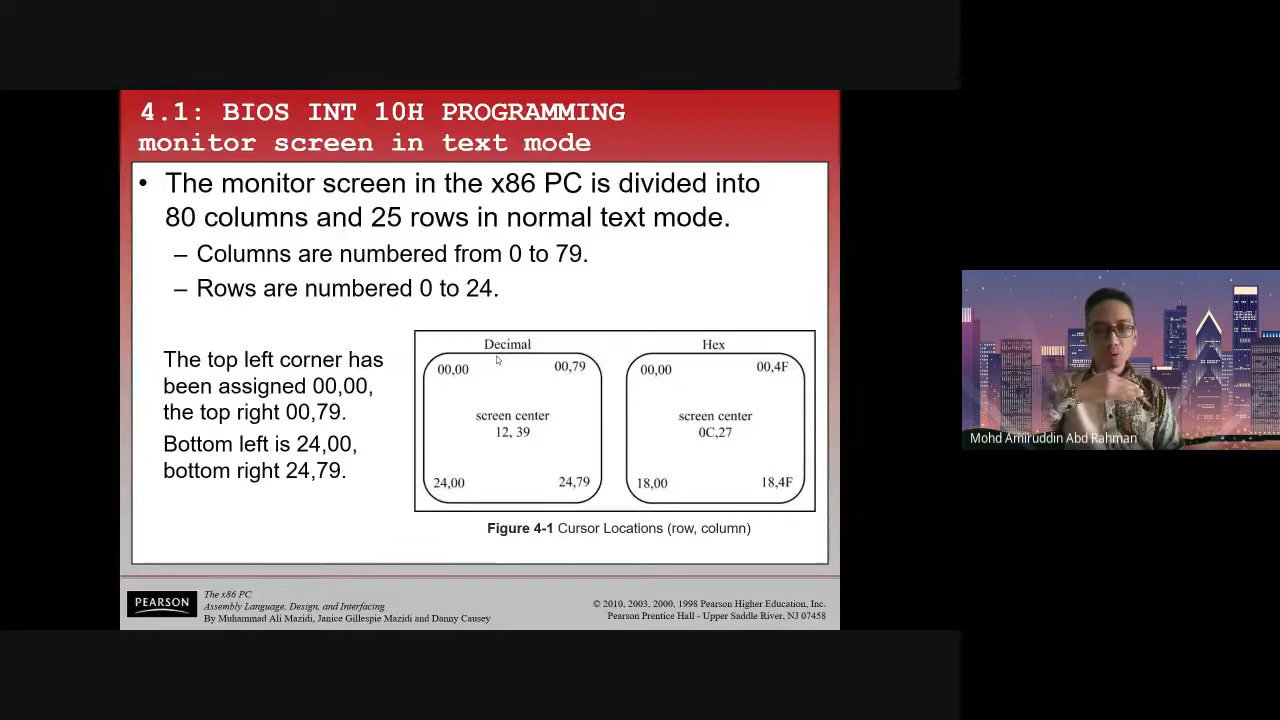 4.1: BIOS INT 10H PROGRAMMING
monitor screen in text mode
• The monitor screen in the x86 PC is divided into
80 columns and 25 rows in normal text mode.
– Columns are numbered from 0 to 79.
– Rows are numbered 0 to 24.
The top left corner has
been assigned 00,00,
the top right 00,79.
Bottom left is 24,00,
bottom right 24,79.
Decimal
00,00 00,79
screen center
12, 39
24,00 24,79
Hex
00,00 00,4F
screen center
0C,27
18,00 18,4F
Figure 4-1 Cursor Locations (row, column)
PEARSON
The x86 PC
Assembly Language, Design, and Interfacing
By Muhammad Ali Mazidi, Janice Gillespie Mazidi and Danny Causey
© 2010, 2003, 2000, 1998 Pearson Higher Education, Inc.
Pearson Prentice Hall - Upper Saddle River, NJ 07458
Mohd Amiruddin Abd Rahman